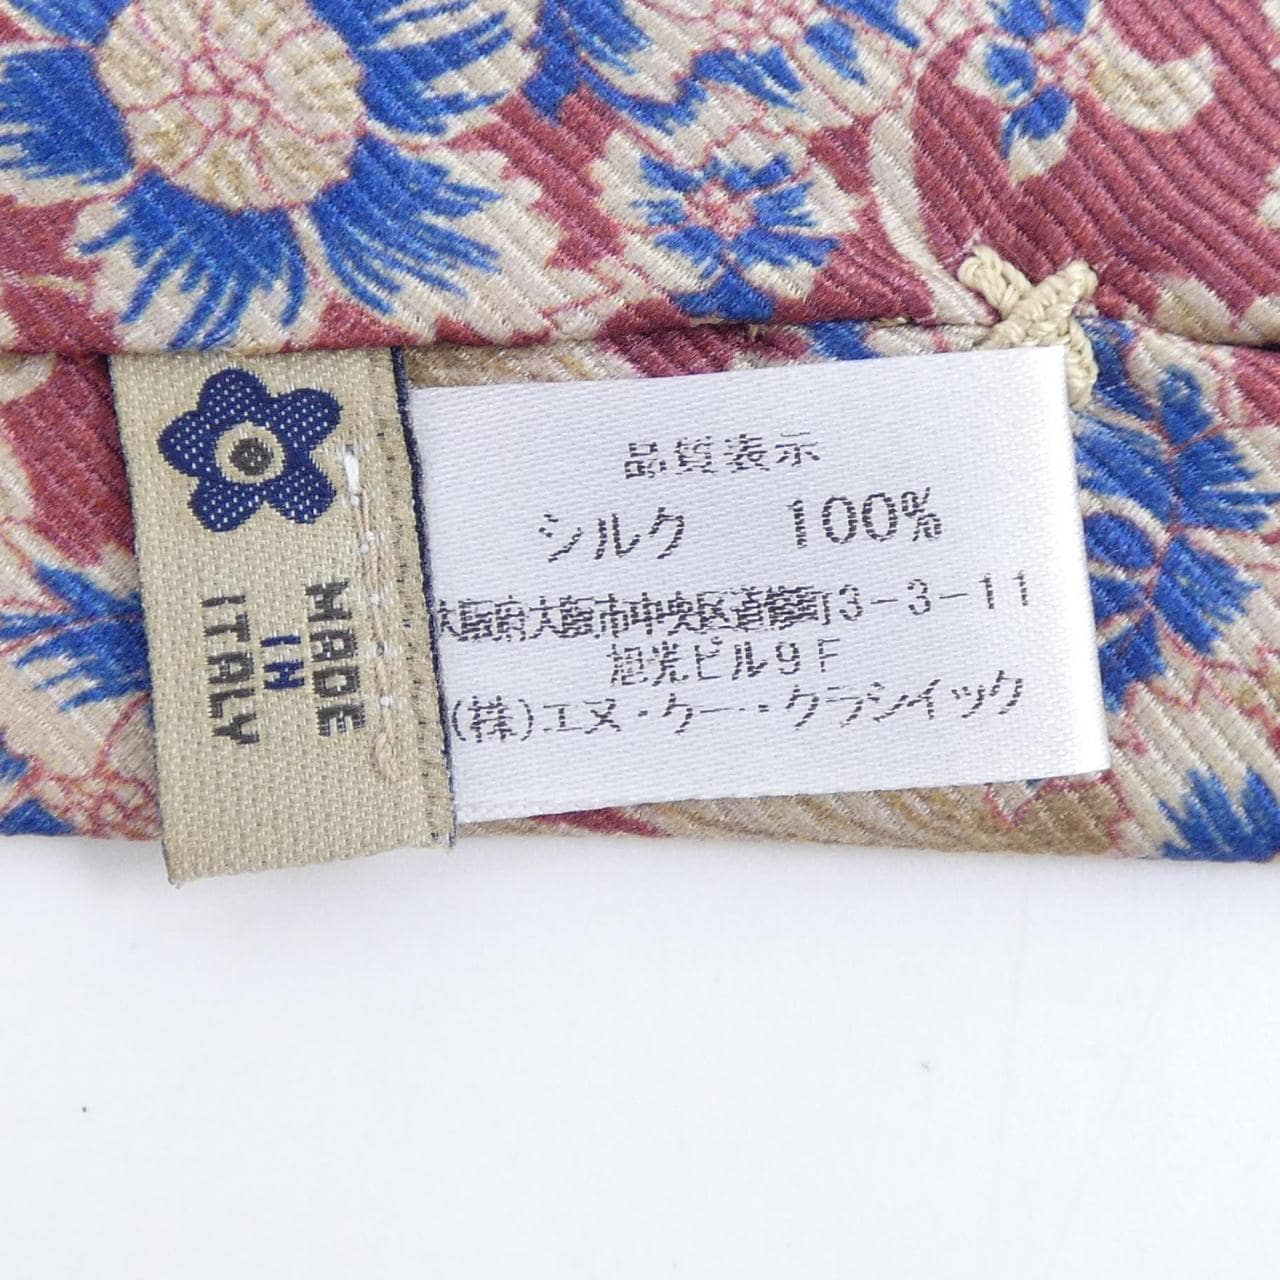 MADE
IN
ITALY
品質表示
シルク　100%
大阪府大阪市中央区道修町3-3-11
旭光ビル9F
(株)エヌ・ケー・・クラシイック